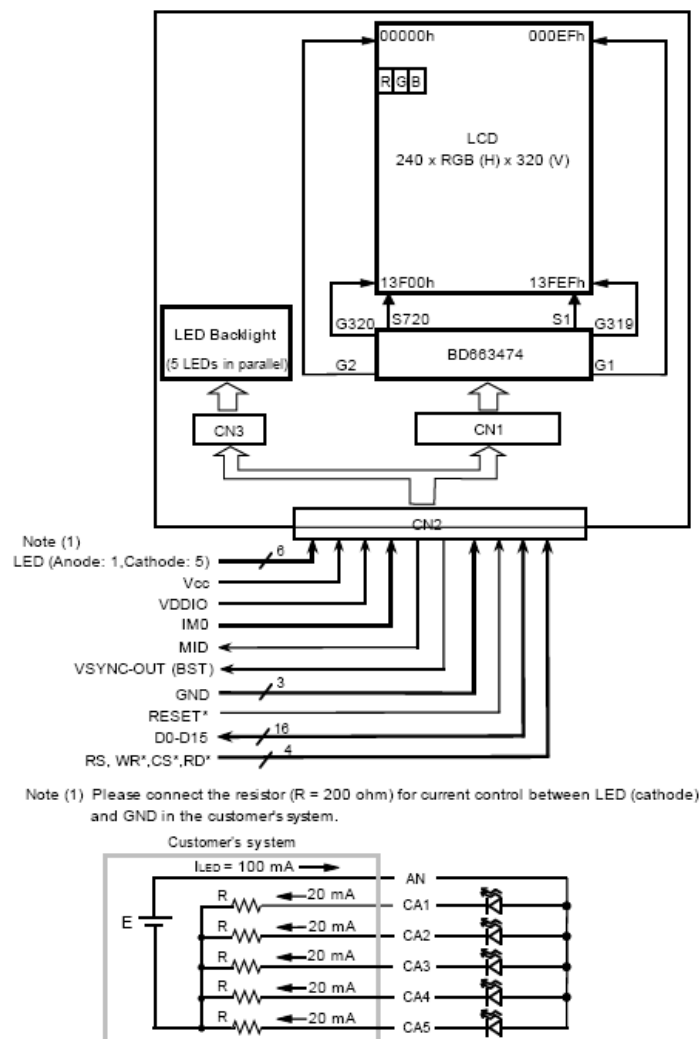 00000h 000EFh
R G B
LCD
240 x RGB (H) x 320 (V)
13F00h 13FEFh
G320 S720 S1 G319
LED Backlight
(5 LEDs in parallel)
BD663474
G2 G1
CN3 CN1
CN2
Note (1)
LED (Anode: 1,Cathode: 5) 6
Vcc
VDDIO
IM0
MID
VSYNC-OUT (BST)
GND 3
RESET*
D0-D15 16
RS, WR*,CS*,RD* 4
Note (1) Please connect the resistor (R = 200 ohm) for current control between LED (cathode)
and GND in the customer's system.
Customer's system
ILED = 100 mA AN
R 20 mA CA1
E
R 20 mA CA2
R 20 mA CA3
R 20 mA CA4
R 20 mA CA5